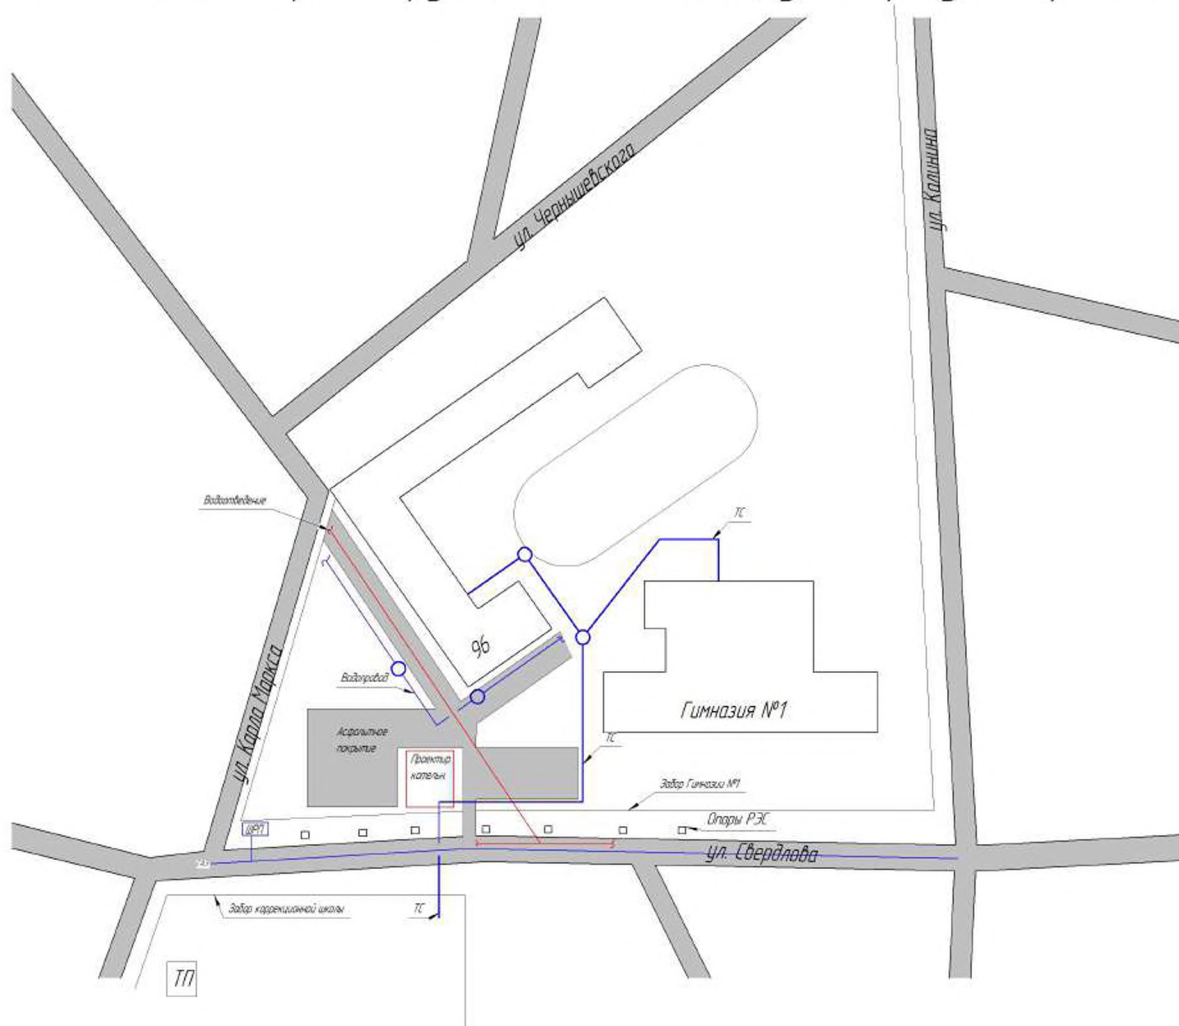 ул. Чернышевского
ул. Калинина
Водоотведение
ТС
96
Водопровод
ул. Карла Маркса
Гимназия №1
Асфальтное
покрытие
ТС
Проектир
котельн.
Забор Гимназии №1
Опоры РЭС
ШРП
ул. Свердлова
Забор коррекционной школы
ТС
ТП